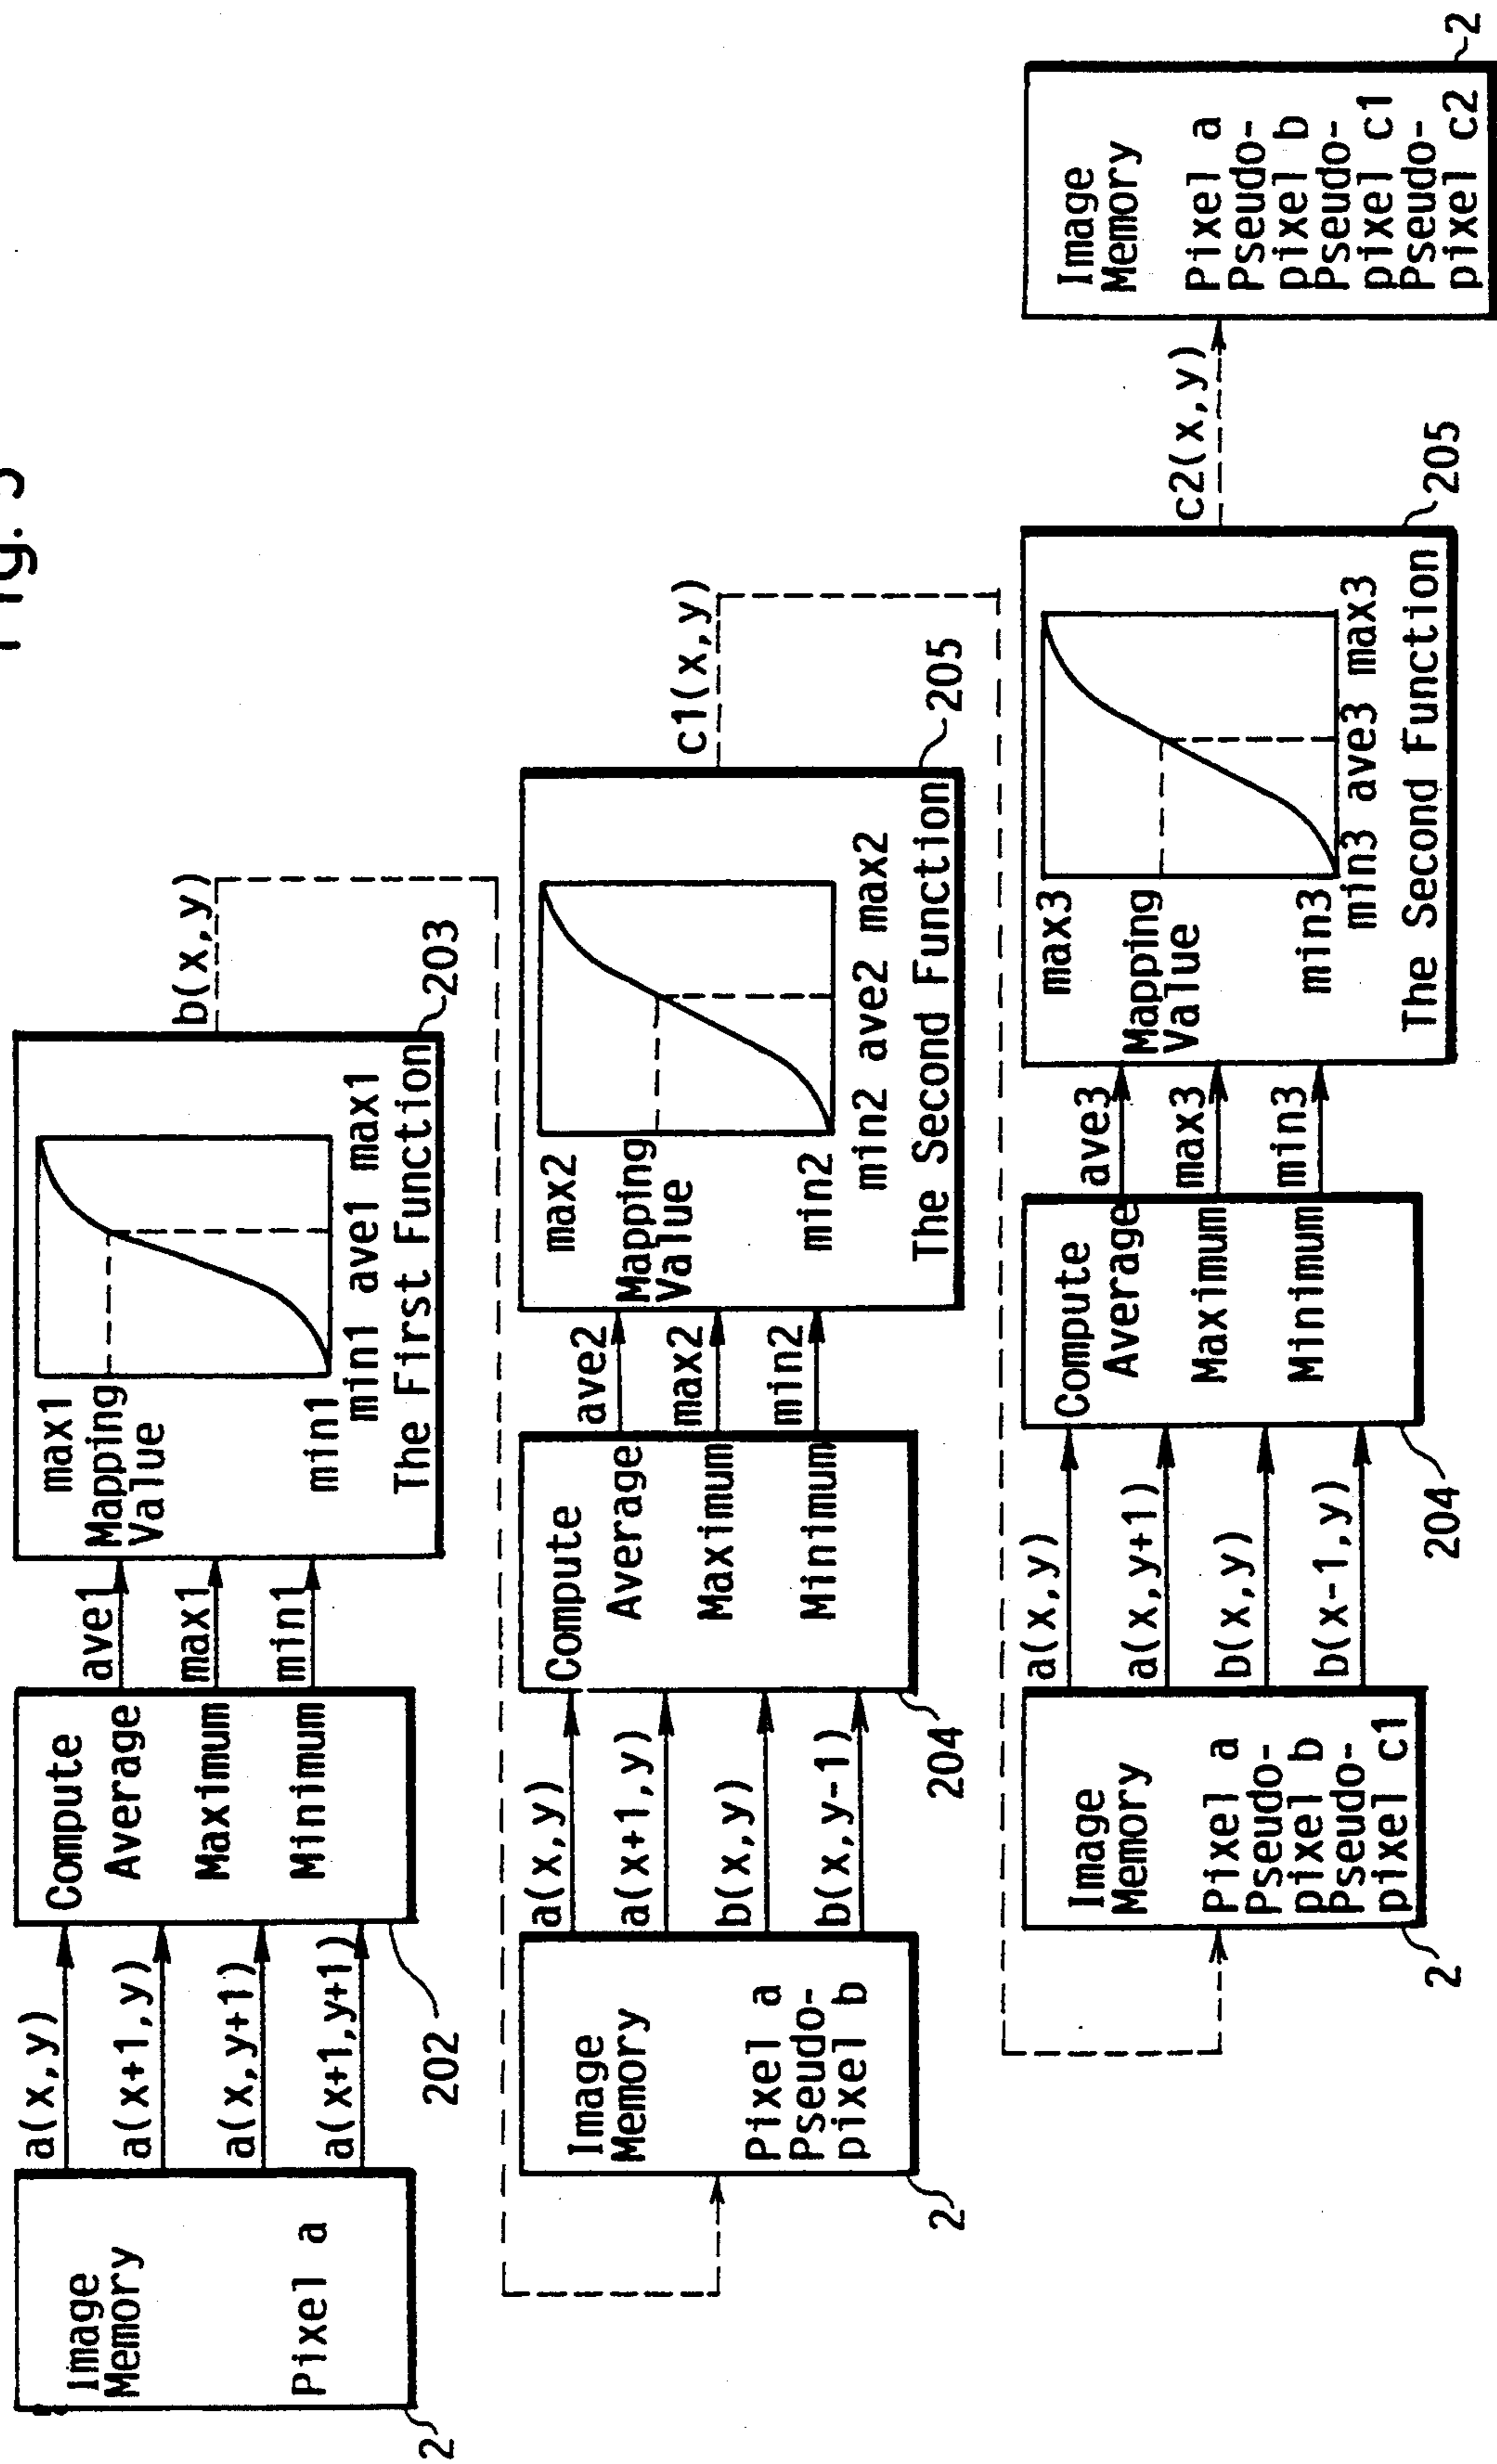 Fig.
Image
Memory
Pixel a
2
a(x,y)
a(x+1,y)
a(x,y+1)
a(x+1,y+1)
Compute
Average
Maximum
Minimum
202
ave1
max1
min1
max1
Mapping
Value
min1
min1 ave1 max1
The First Function
203
b(x,y)
Image
Memory
Pixel a
Pseudo-
pixel b
2
a(x,y)
a(x+1,y)
b(x,y)
b(x,y-1)
Compute
Average
Maximum
Minimum
204
ave2
max2
min2
max2
Mapping
Value
min2
min2 ave2 max2
The Second Function
205
c1(x,y)
Image
Memory
Pixel a
Pseudo-
pixel b
Pseudo-
pixel c1
2
a(x,y)
a(x,y+1)
b(x,y)
b(x-1,y)
Compute
Average
Maximum
Minimum
204
ave3
max3
min3
max3
Mapping
Value
min3
min3 ave3 max3
The Second Function
205
c2(x,y)
Image
Memory
Pixel a
Pseudo-
pixel b
Pseudo-
pixel c1
Pseudo-
pixel c2
2